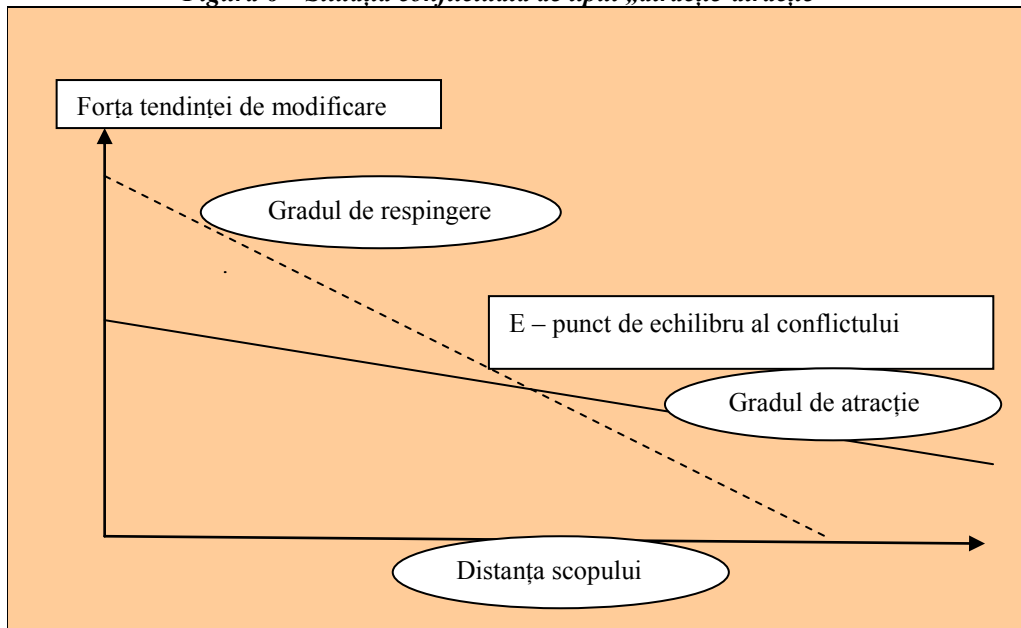 Forța tendinței de modificare
Gradul de respingere
E – punct de echilibru al conflictului
Gradul de atracție
Distanța scopului